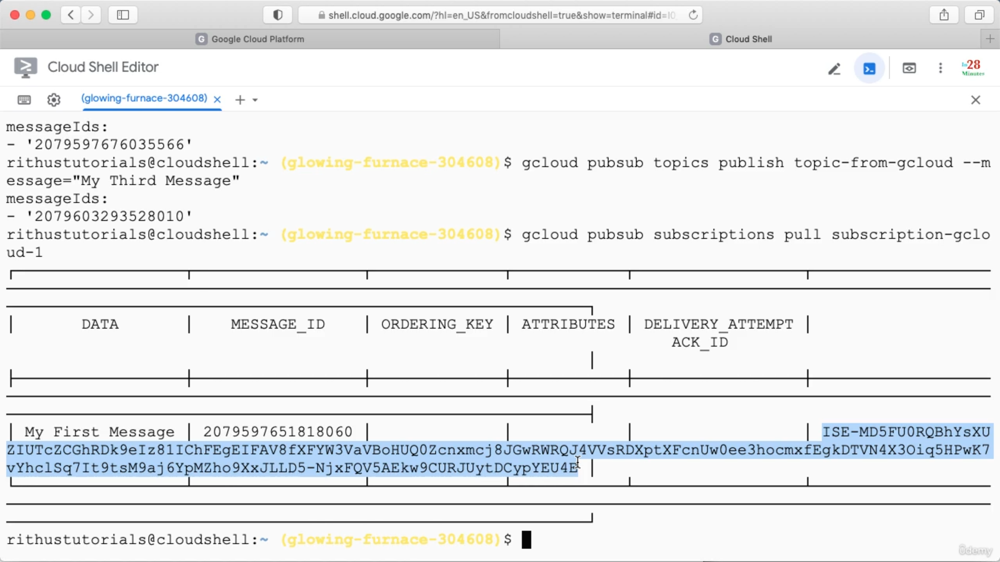 shell.cloud.google.com/?hl=en_US&fromcloudshell=true&show=terminal#id=I0_
G Google Cloud Platform
G Cloud Shell
Cloud Shell Editor
In28
Minutes
(glowing-furnace-304608)
messageIds:
- '2079597676035566'
rithustutorials@cloudshell:~ (glowing-furnace-304608)$ gcloud pubsub topics publish topic-from-gcloud --m
essage="My Third Message"
messageIds:
- '2079603293528010'
rithustutorials@cloudshell:~ (glowing-furnace-304608)$ gcloud pubsub subscriptions pull subscription-gclo
ud-1
| DATA | MESSAGE_ID | ORDERING_KEY | ATTRIBUTES | DELIVERY_ATTEMPT |
ACK_ID
|
| My First Message | 2079597651818060 | | | | ISE-MD5FU0RQBhYsXU
ZIUTcZCGhRDk9eIz81IChFEgEIFAV8fXFYW3VaVBoHUQ0Zcnxmcj8JGwRWRQJ4VVsRDXptXFcnUw0ee3hocmxfEgkDTVN4X3Oiq5HPwK7
vYhclSq7It9tsM9aj6YpMZho9XxJLLD5-NjxFQV5AEkw9CURJUytDCypYEU4E |
rithustutorials@cloudshell:~ (glowing-furnace-304608)$
ûdemy